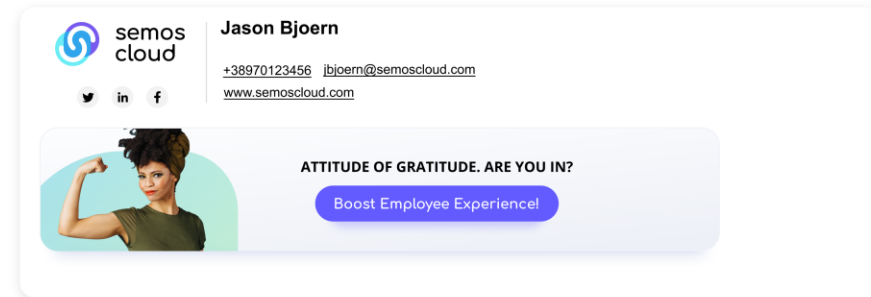 semos
cloud
Jason Bjoern
+38970123456 jbjoern@semoscloud.com
www.semoscloud.com
ATTITUDE OF GRATITUDE. ARE YOU IN?
Boost Employee Experience!